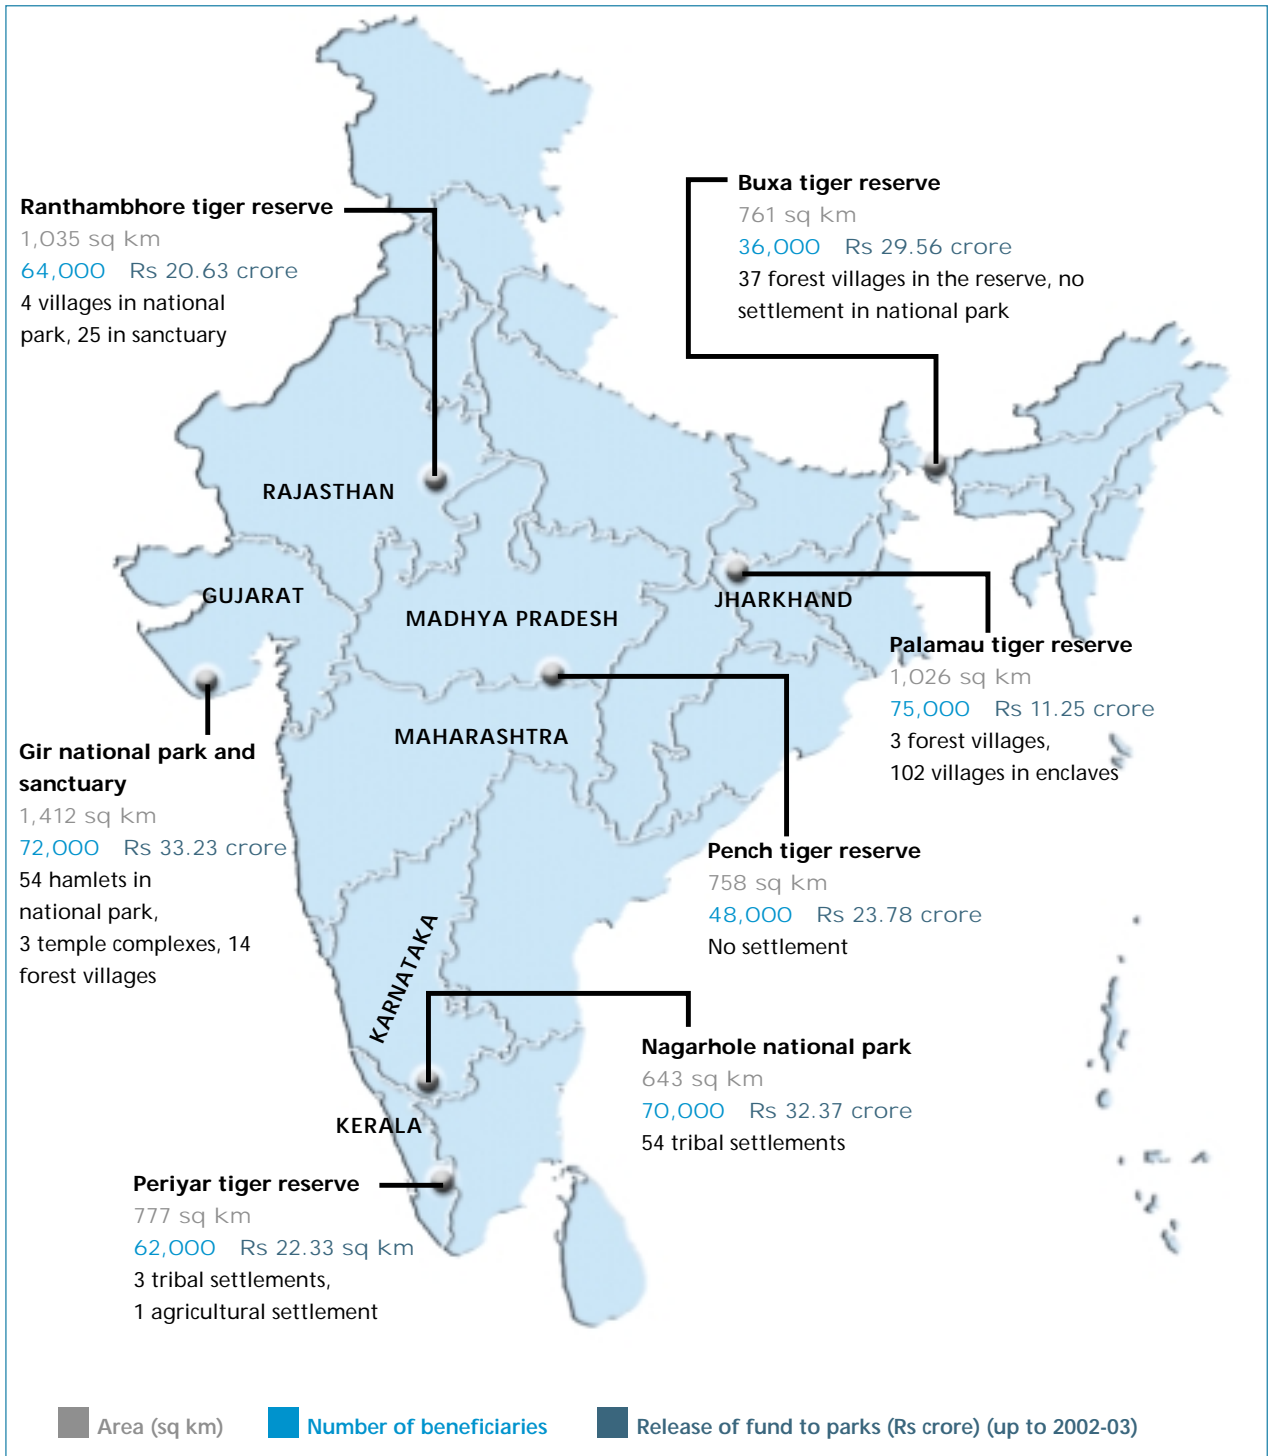 Ranthambhore tiger reserve
1,035 sq km
64,000 Rs 20.63 crore
4 villages in national
park, 25 in sanctuary
Buxa tiger reserve
761 sq km
36,000 Rs 29.56 crore
37 forest villages in the reserve, no
settlement in national park
RAJASTHAN
GUJARAT
MADHYA PRADESH
JHARKHAND
Palamau tiger reserve
1,026 sq km
75,000 Rs 11.25 crore
3 forest villages,
102 villages in enclaves
MAHARASHTRA
Gir national park and
sanctuary
1,412 sq km
72,000 Rs 33.23 crore
54 hamlets in
national park,
3 temple complexes, 14
forest villages
Pench tiger reserve
758 sq km
48,000 Rs 23.78 crore
No settlement
KARNATAKA
Nagarhole national park
643 sq km
70,000 Rs 32.37 crore
54 tribal settlements
KERALA
Periyar tiger reserve
777 sq km
62,000 Rs 22.33 sq km
3 tribal settlements,
1 agricultural settlement
Area (sq km) Number of beneficiaries Release of fund to parks (Rs crore) (up to 2002-03)